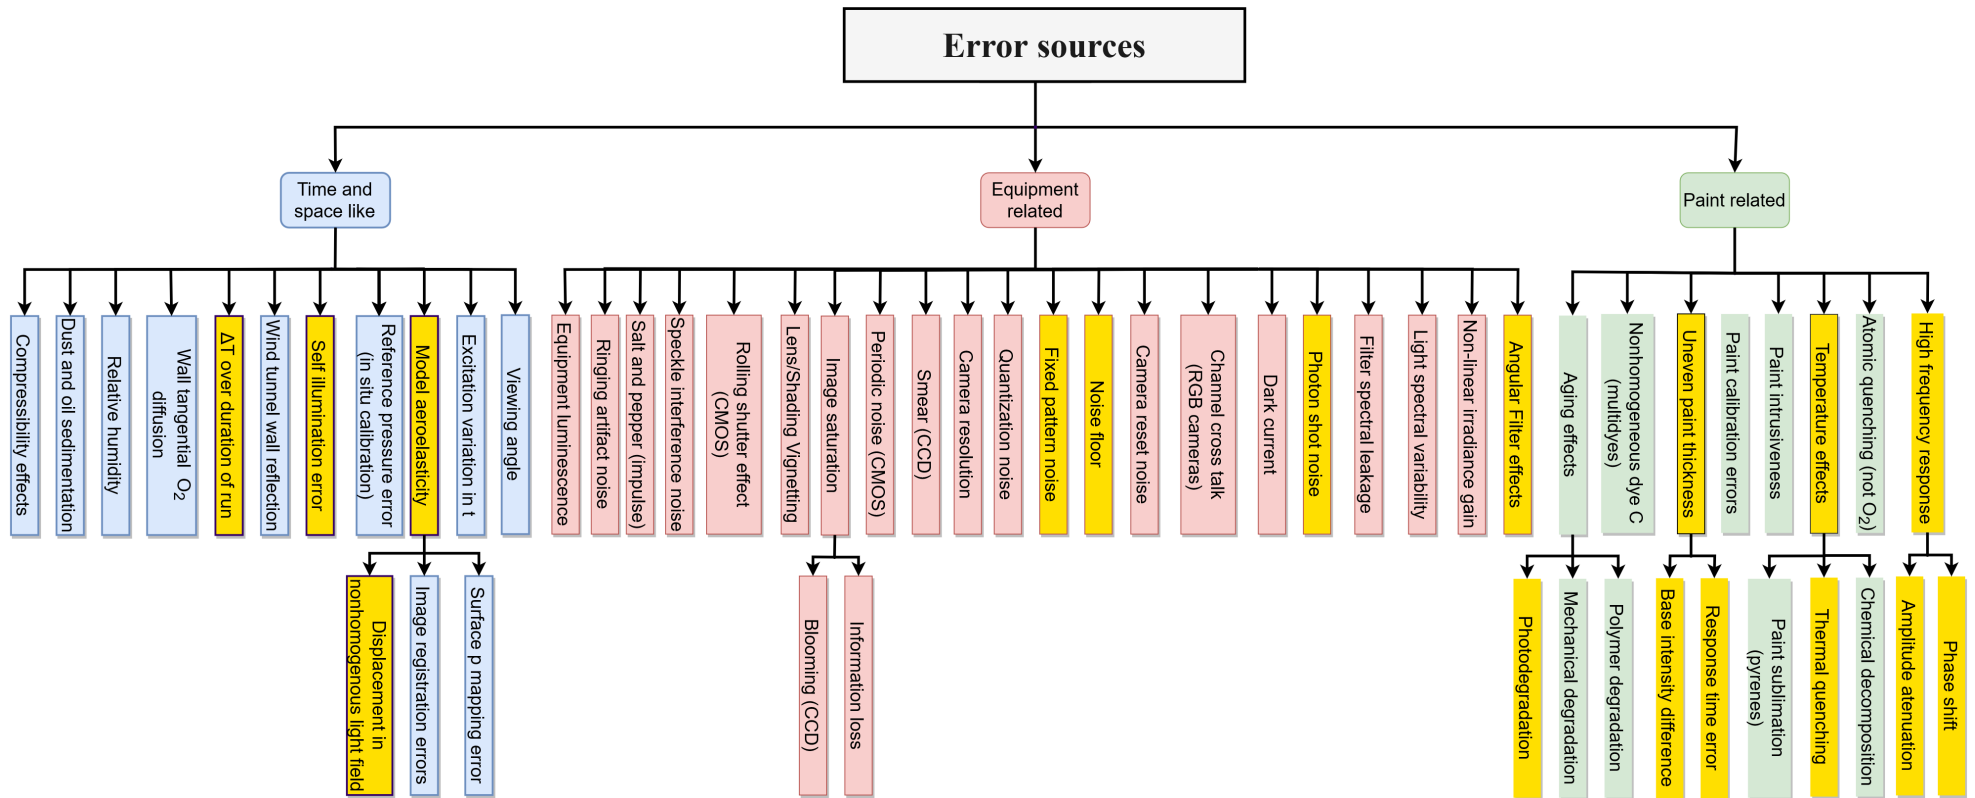 Error sources
Time and
space like
Equipment
related
Paint related
Compressibility effects
Dust and oil sedimentation
Relative humidity
Wall tangential O2
diffusion
ΔT over duration of run
Wind tunnel wall reflection
Self illumination error
Reference pressure error
(in situ calibration)
Model aeroelasticity
Excitation variation in t
Viewing angle
Equipment luminescence
Ringing artifact noise
Salt and pepper (impulse)
Speckle interference noise
Rolling shutter effect
(CMOS)
Lens/Shading Vignetting
Image saturation
Periodic noise (CMOS)
Smear (CCD)
Camera resolution
Quantization noise
Fixed pattern noise
Noise floor
Camera reset noise
Channel cross talk
(RGB cameras)
Dark current
Photon shot noise
Filter spectral leakage
Light spectral variability
Non-linear irradiance gain
Angular Filter effects
Aging effects
Nonhomogeneous dye C
(multidyes)
Uneven paint thickness
Paint calibration errors
Paint intrusiveness
Temperature effects
Atomic quenching (not O2)
High frequency response
Displacement in
nonhomogenous light field
Image registration errors
Surface p mapping error
Blooming (CCD)
Information loss
Photodegradation
Mechanical degradation
Polymer degradation
Base intensity difference
Response time error
Paint sublimation
(pyrenes)
Thermal quenching
Chemical decomposition
Amplitude atenuation
Phase shift